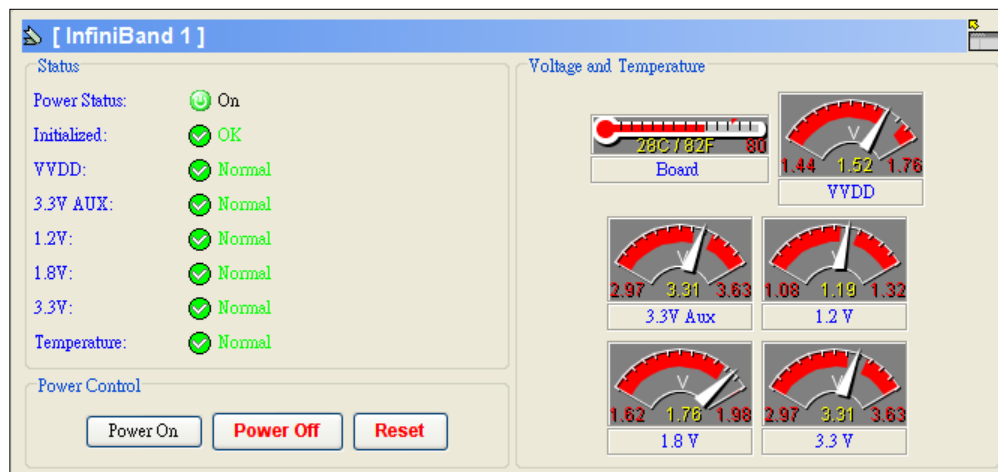 [ InfiniBand 1 ]
Status
Power Status: On
Initialized: OK
VVDD: Normal
3.3V AUX: Normal
1.2V: Normal
1.8V: Normal
3.3V: Normal
Temperature: Normal
Power Control
Power On Power Off Reset
Voltage and Temperature
28C / 82F 80
Board
V
1.44 1.52 1.76
VVDD
V
2.97 3.31 3.63
3.3V Aux
V
1.08 1.19 1.32
1.2 V
V
1.62 1.76 1.98
1.8 V
V
2.97 3.31 3.63
3.3 V